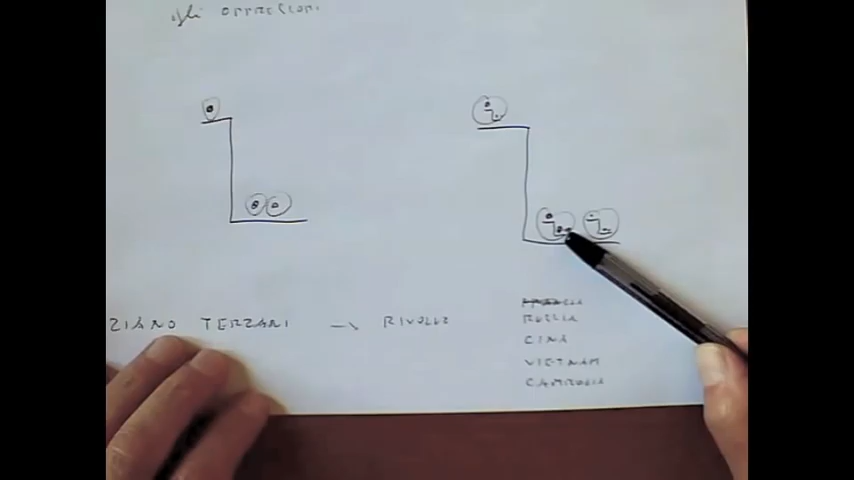 gli OPPRESSORI
ZIANO TERZANI → RIVOLTE
RUSSIA
CINA
VIETNAM
CAMBOGIA